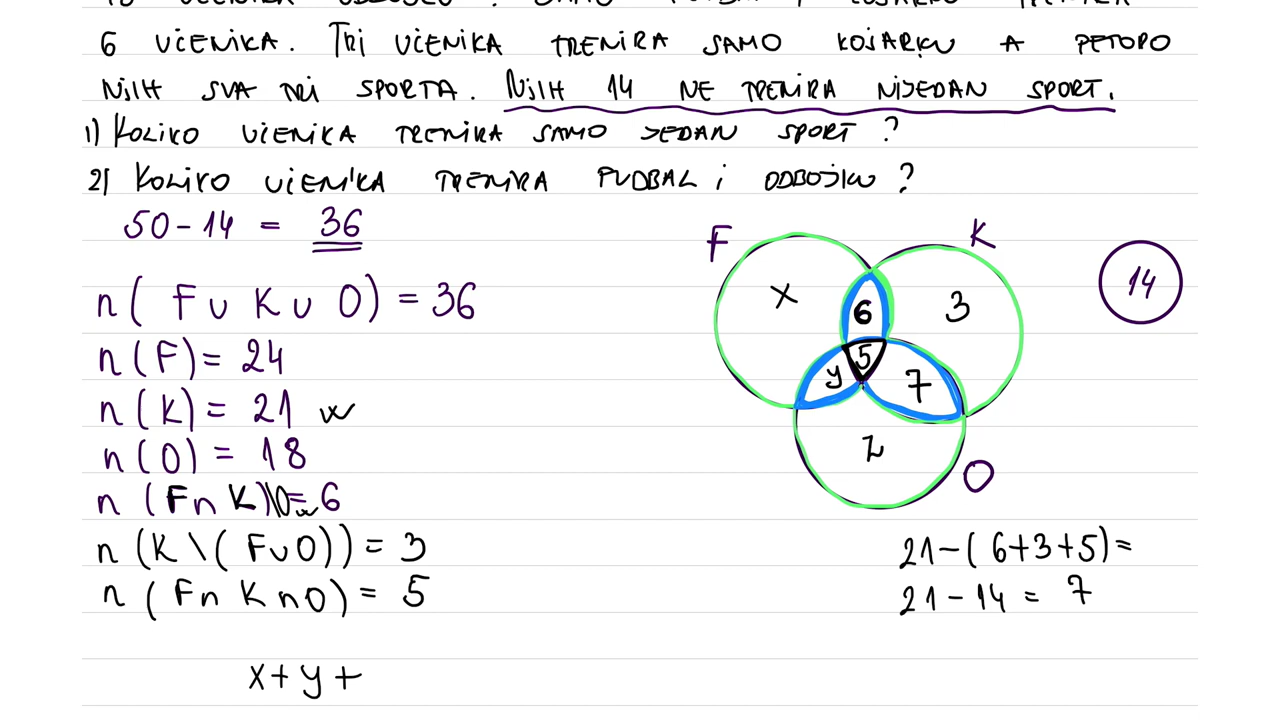 6 UČENIKA. TRI UČENIKA TRENIRA SAMO KOŠARKU A PETORO
NJIH SVA TRI SPORTA. NJIH 14 NE TRENIRA NIJEDAN SPORT.
1) KOLIKO UČENIKA TRENIRA SAMO JEDAN SPORT?
2) KOLIKO UČENIKA TRENIRA FUDBAL i ODBOJKU?
50-14 = 36
n(F∪K∪O) = 36
n(F) = 24
n(K) = 21
n(O) = 18
n(F∩K)\O = 6
n(K\(F∪O)) = 3
n(F∩K∩O) = 5
x+y+
F
K
14
x
6
3
5
y
7
z
O
21-(6+3+5)=
21-14 = 7